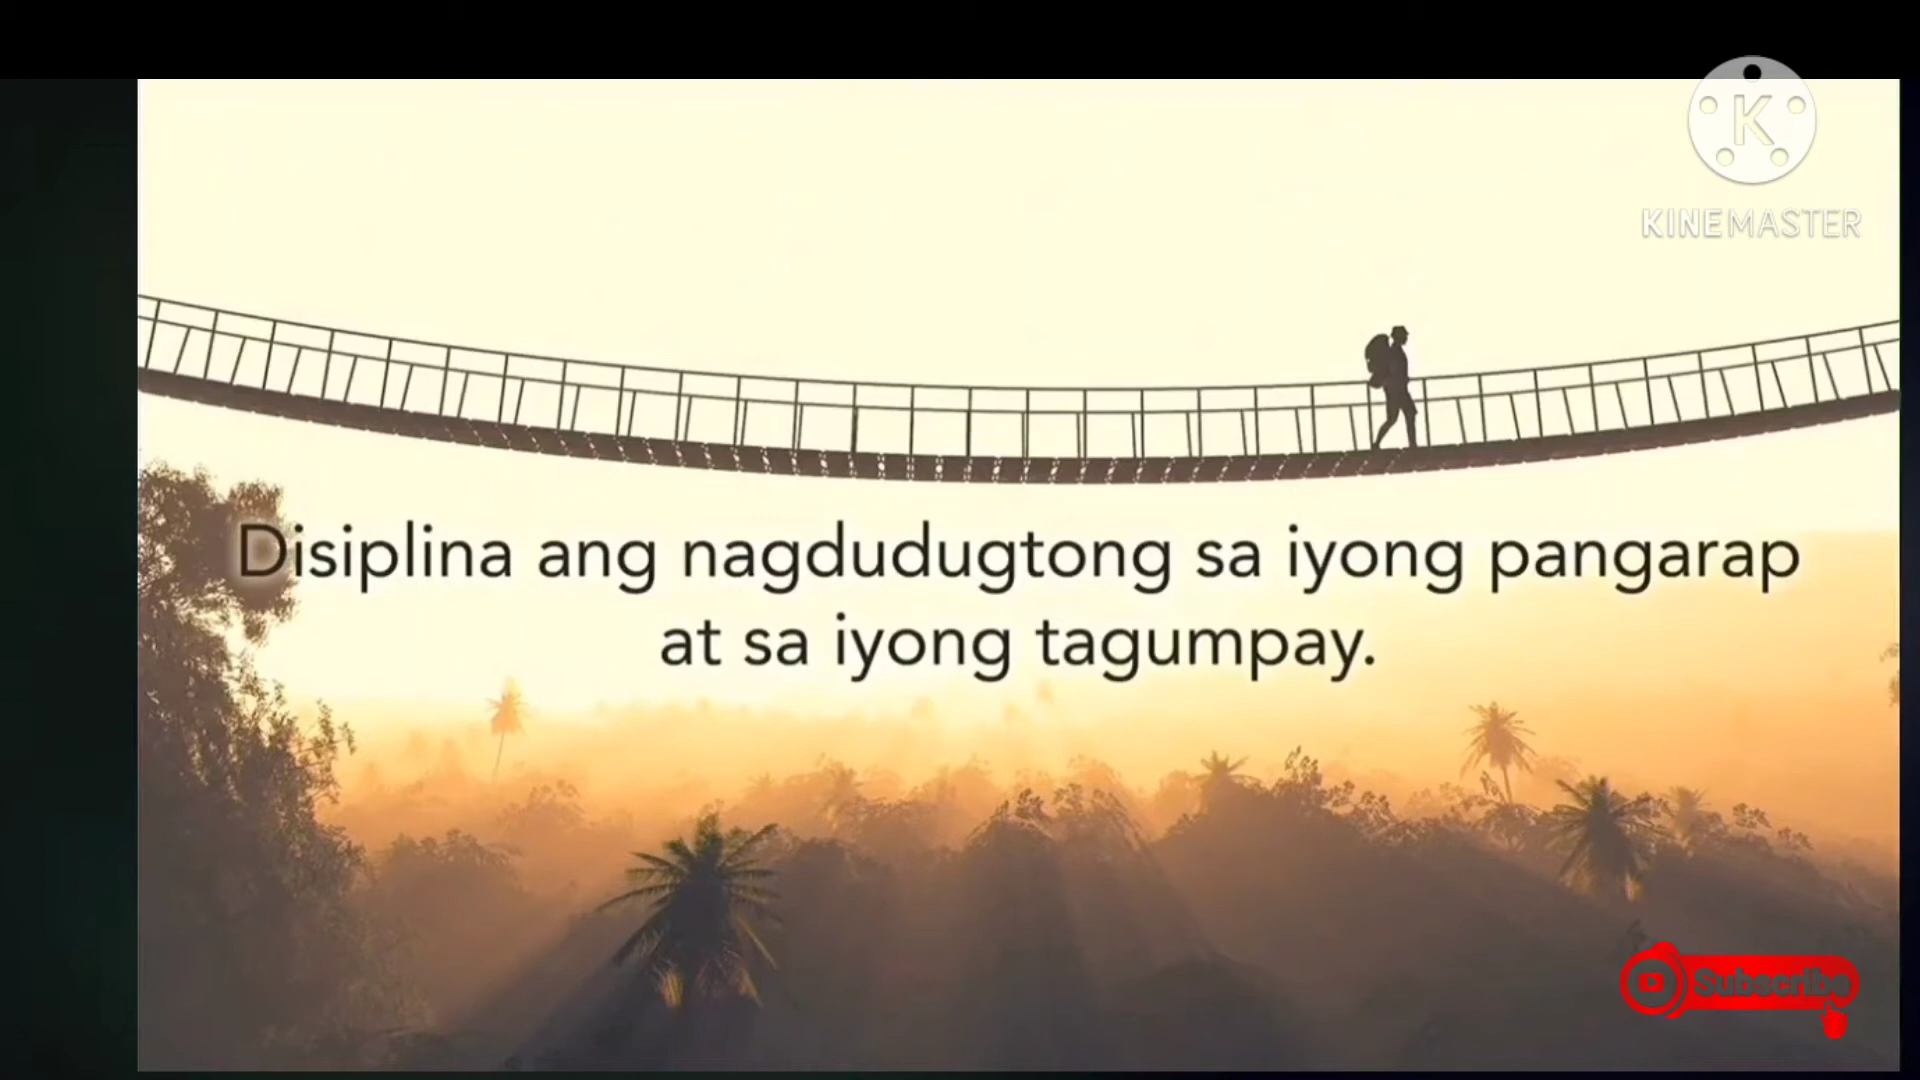 K
KINEMASTER
Disiplina ang nagdudugtong sa iyong pangarap
at sa iyong tagumpay.
Subscribe